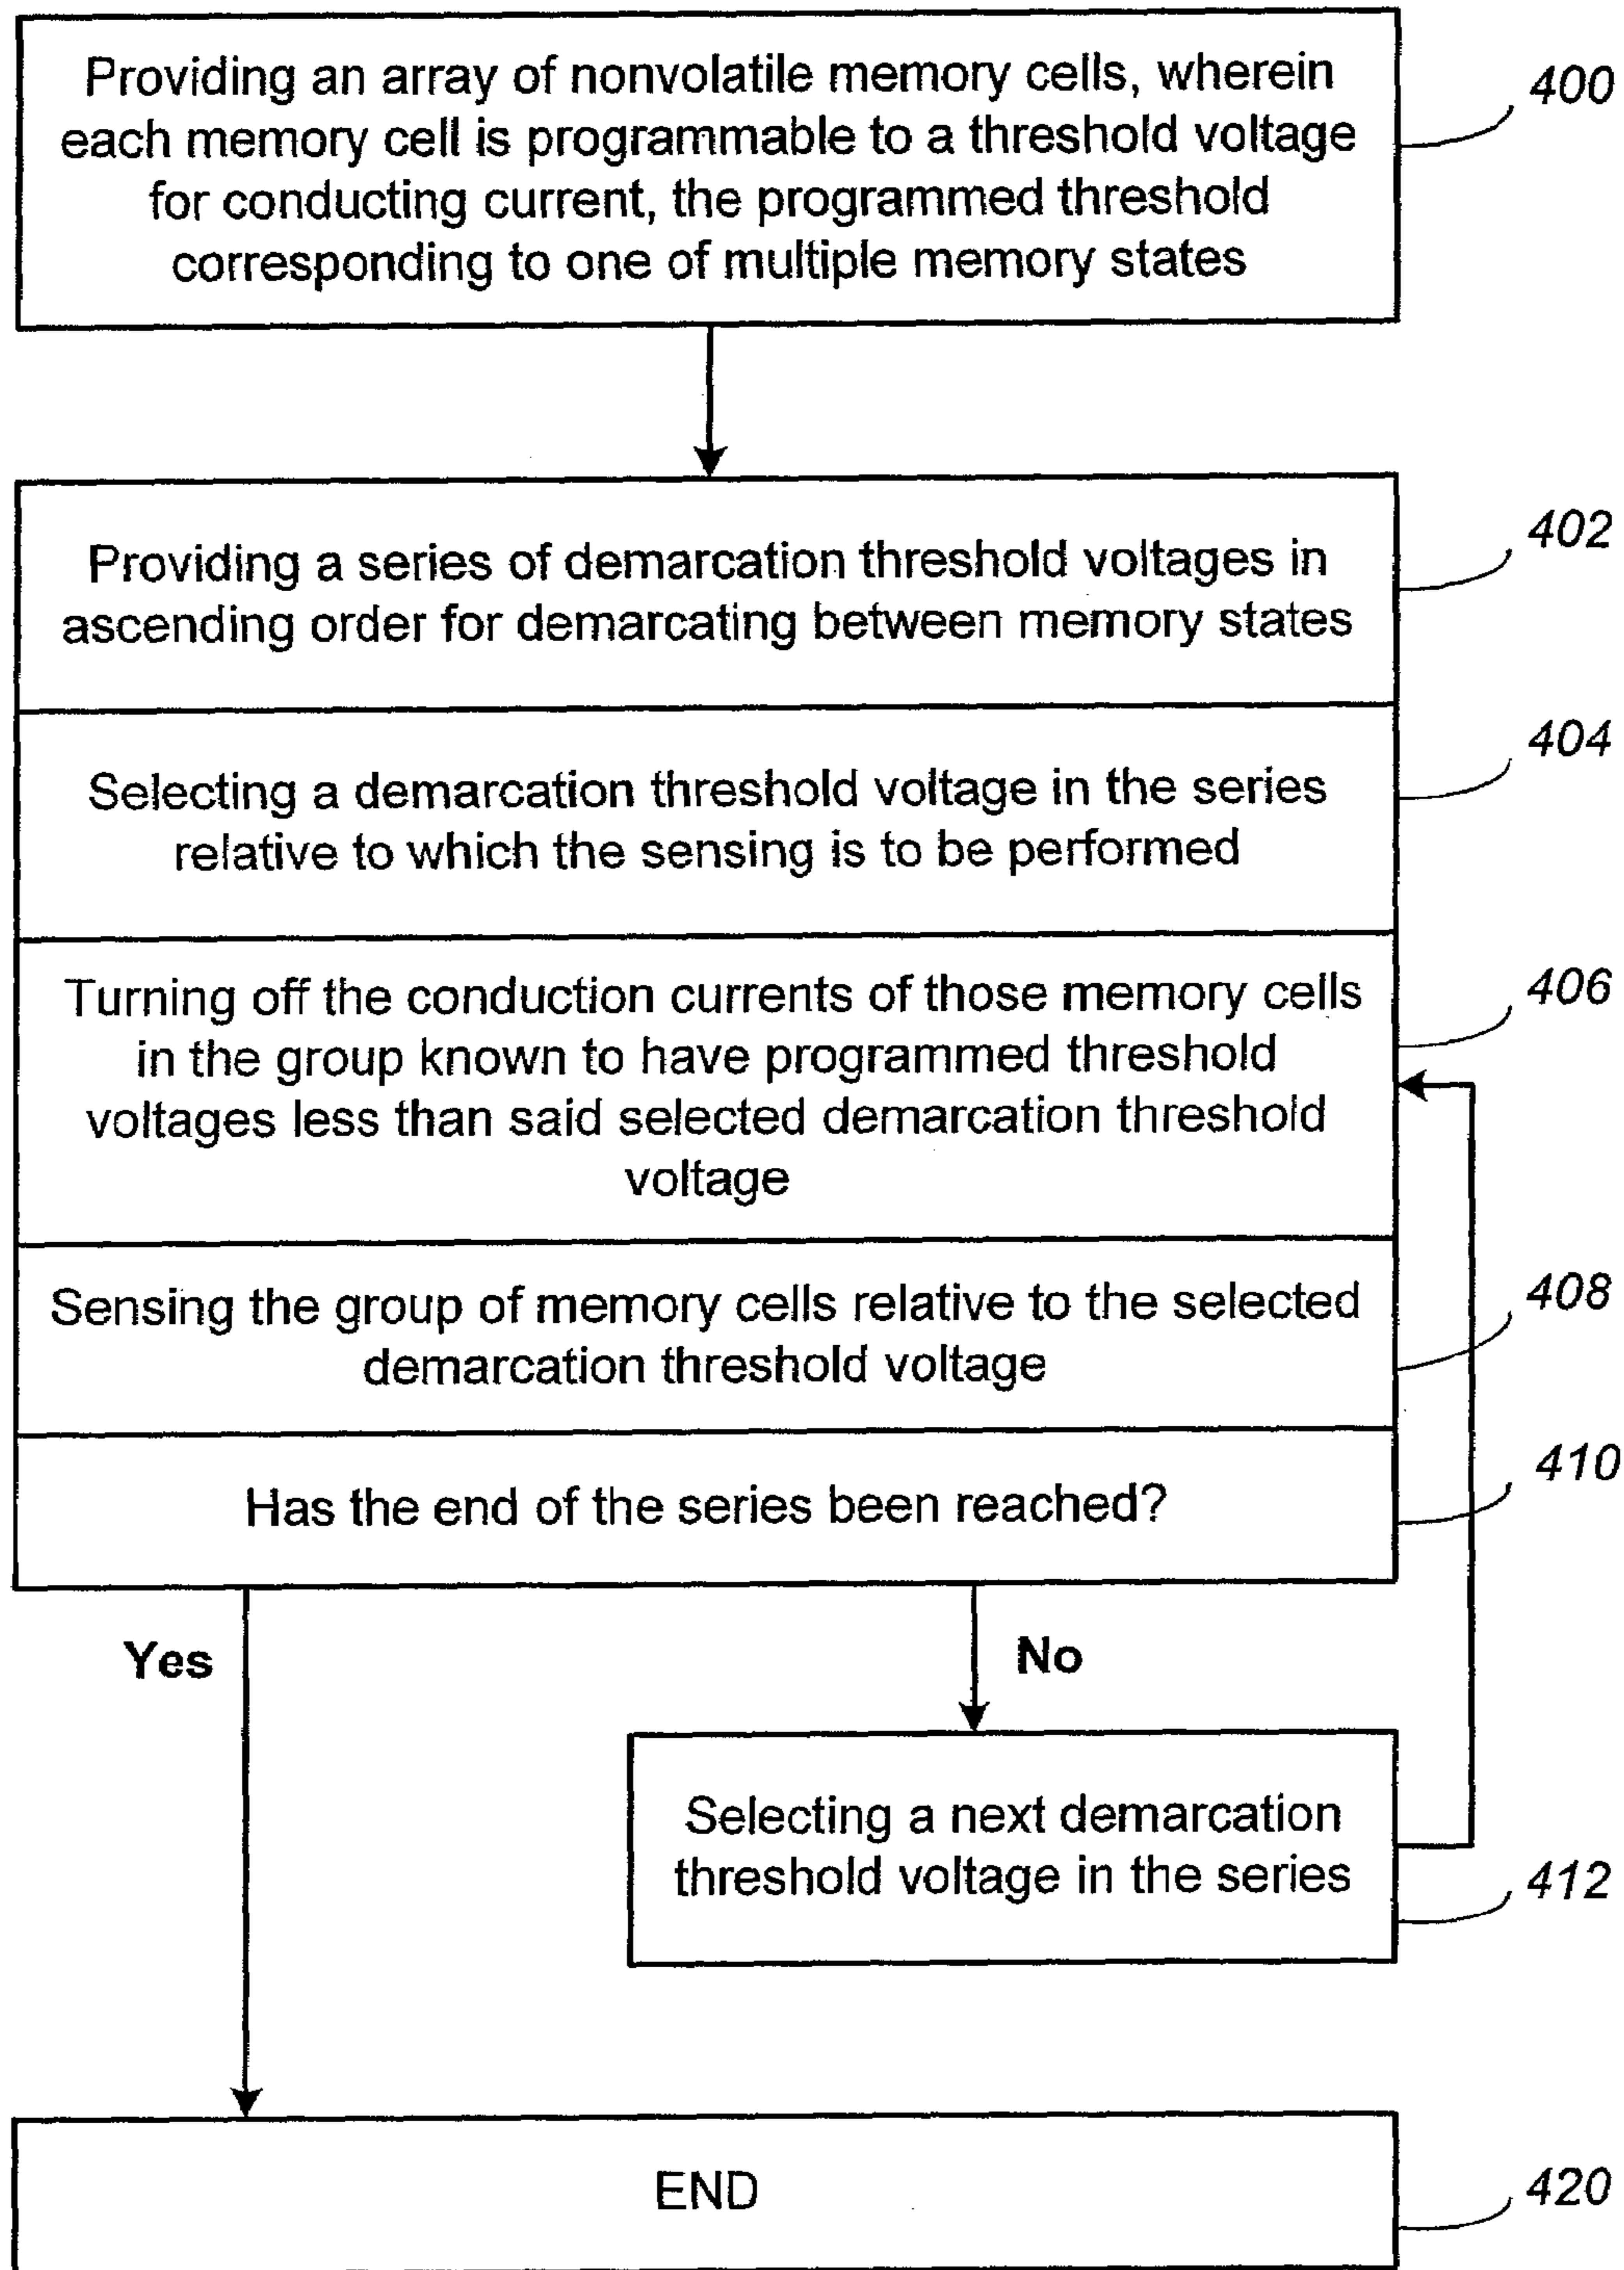 Providing an array of nonvolatile memory cells, wherein
each memory cell is programmable to a threshold voltage
for conducting current, the programmed threshold
corresponding to one of multiple memory states
400
Providing a series of demarcation threshold voltages in
ascending order for demarcating between memory states
402
Selecting a demarcation threshold voltage in the series
relative to which the sensing is to be performed
404
Turning off the conduction currents of those memory cells
in the group known to have programmed threshold
voltages less than said selected demarcation threshold
voltage
406
Sensing the group of memory cells relative to the selected
demarcation threshold voltage
408
Has the end of the series been reached?
410
Yes
No
Selecting a next demarcation
threshold voltage in the series
412
END
420